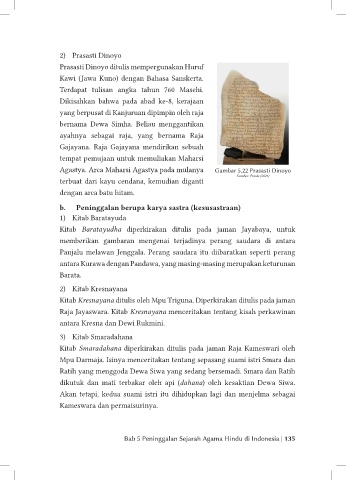 2) Prasasti Dinoyo
Prasasti Dinoyo ditulis mempergunakan Huruf
Kawi (Jawa Kuno) dengan Bahasa Sanskerta.
Terdapat tulisan angka tahun 760 Masehi.
Dikisahkan bahwa pada abad ke-8, kerajaan
yang berpusat di Kanjuruan dipimpin oleh raja
bernama Dewa Simha. Beliau menggantikan
ayahnya sebagai raja, yang bernama Raja
Gajayana. Raja Gajayana mendirikan sebuah
tempat pemujaan untuk memuliakan Maharsi
Agastya. Arca Maharsi Agastya pada mulanya
terbuat dari kayu cendana, kemudian diganti
dengan arca batu hitam.
Gambar 5.22 Prasasti Dinoyo
b. Peninggalan berupa karya sastra (kesusastraan)
1) Kitab Baratayuda
Kitab Baratayudha diperkirakan ditulis pada jaman Jayabaya, untuk
memberikan gambaran mengenai terjadinya perang saudara di antara
Panjalu melawan Jenggala. Perang saudara itu diibaratkan seperti perang
antara Kurawa dengan Pandawa, yang masing-masing merupakan keturunan
Barata.
2) Kitab Kresnayana
Kitab Kresnayana ditulis oleh Mpu Triguna. Diperkirakan ditulis pada jaman
Raja Jayaswara. Kitab Kresnayana menceritakan tentang kisah perkawinan
antara Kresna dan Dewi Rukmini.
3) Kitab Smaradahana
Kitab Smaradahana diperkirakan ditulis pada jaman Raja Kameswari oleh
Mpu Darmaja. Isinya menceritakan tentang sepasang suami istri Smara dan
Ratih yang menggoda Dewa Siwa yang sedang bersemadi. Smara dan Ratih
dikutuk dan mati terbakar oleh api (dahana) oleh kesaktian Dewa Siwa.
Akan tetapi, kedua suami istri itu dihidupkan lagi dan menjelma sebagai
Kameswara dan permaisurinya.
Bab 5 Peninggalan Sejarah Agama Hindu di Indonesia | 135